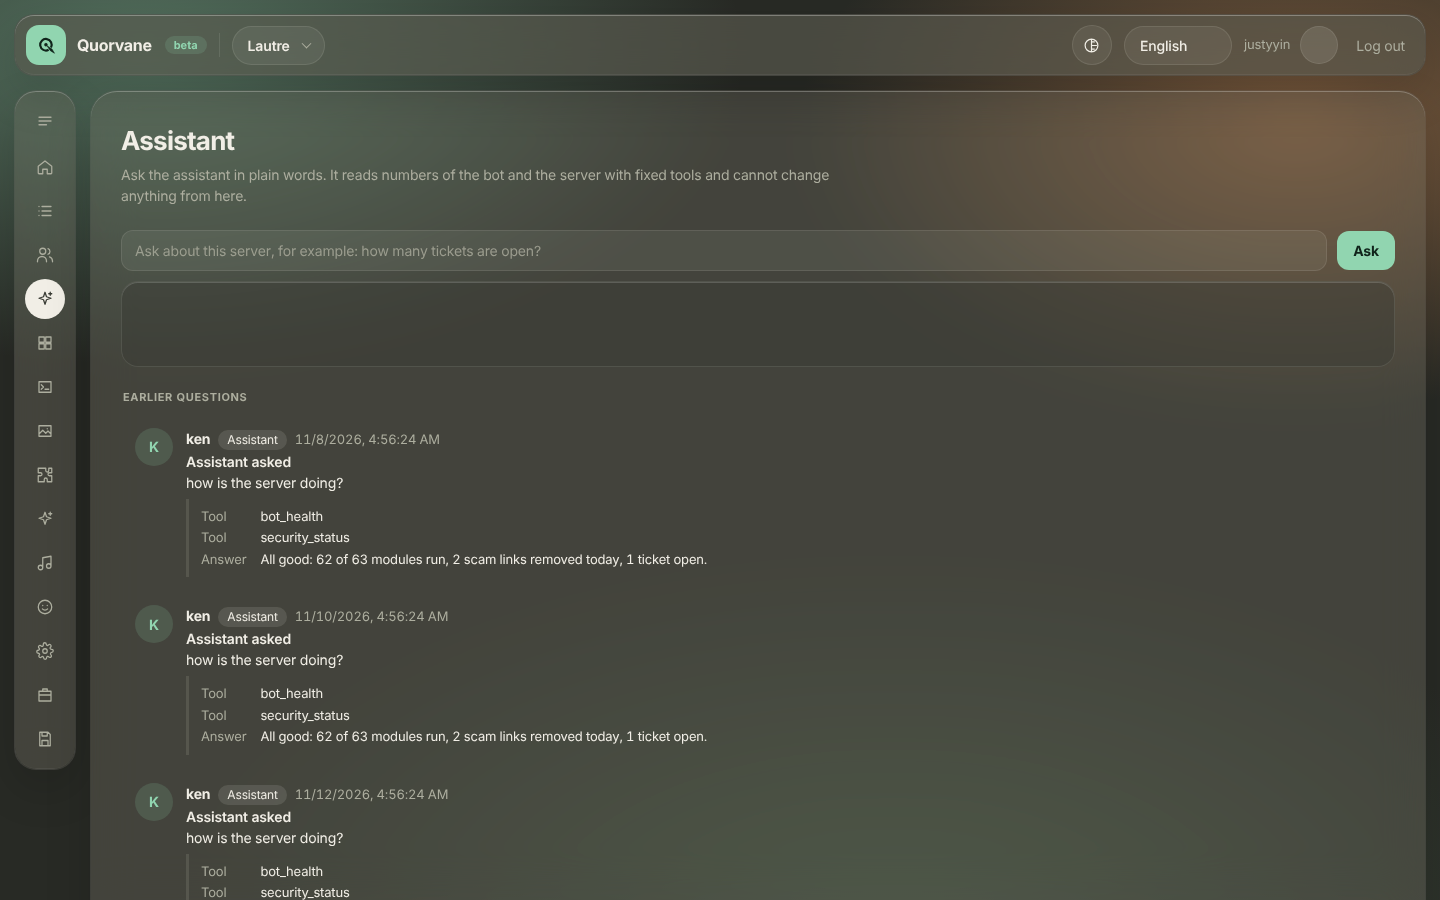 Quorvane beta Lautre English justyyin Log out
Assistant
Ask the assistant in plain words. It reads numbers of the bot and the server with fixed tools and cannot change
anything from here.
Ask about this server, for example: how many tickets are open? Ask
EARLIER QUESTIONS
K ken Assistant 11/8/2026, 4:56:24 AM
Assistant asked
how is the server doing?
Tool bot_health
Tool security_status
Answer All good: 62 of 63 modules run, 2 scam links removed today, 1 ticket open.
K ken Assistant 11/10/2026, 4:56:24 AM
Assistant asked
how is the server doing?
Tool bot_health
Tool security_status
Answer All good: 62 of 63 modules run, 2 scam links removed today, 1 ticket open.
K ken Assistant 11/12/2026, 4:56:24 AM
Assistant asked
how is the server doing?
Tool bot_health
Tool security_status